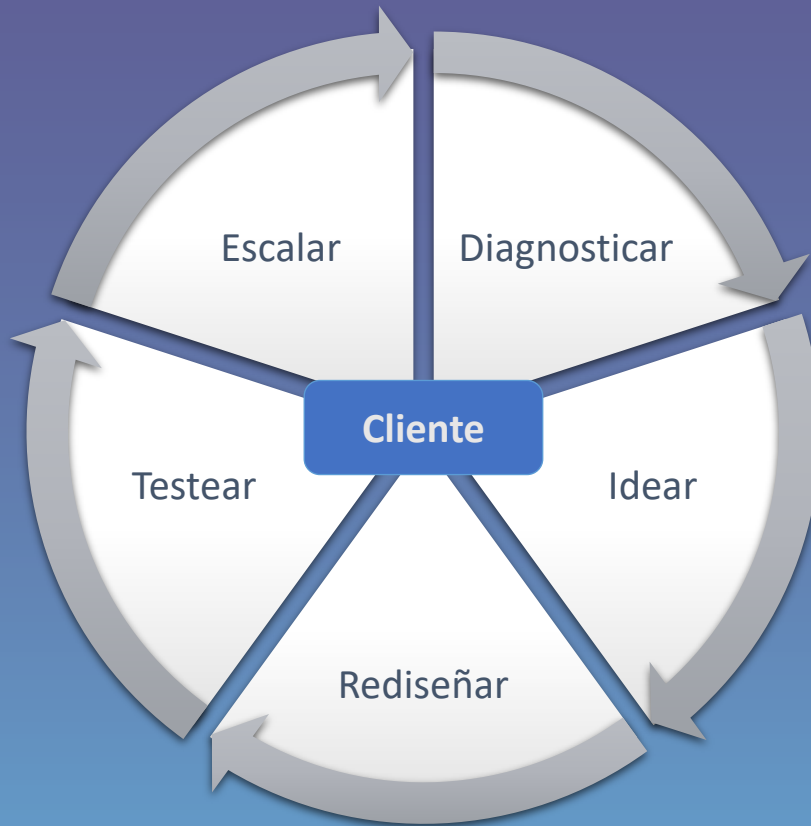 Escalar
Diagnosticar
Cliente
Testear
Idear
Rediseñar